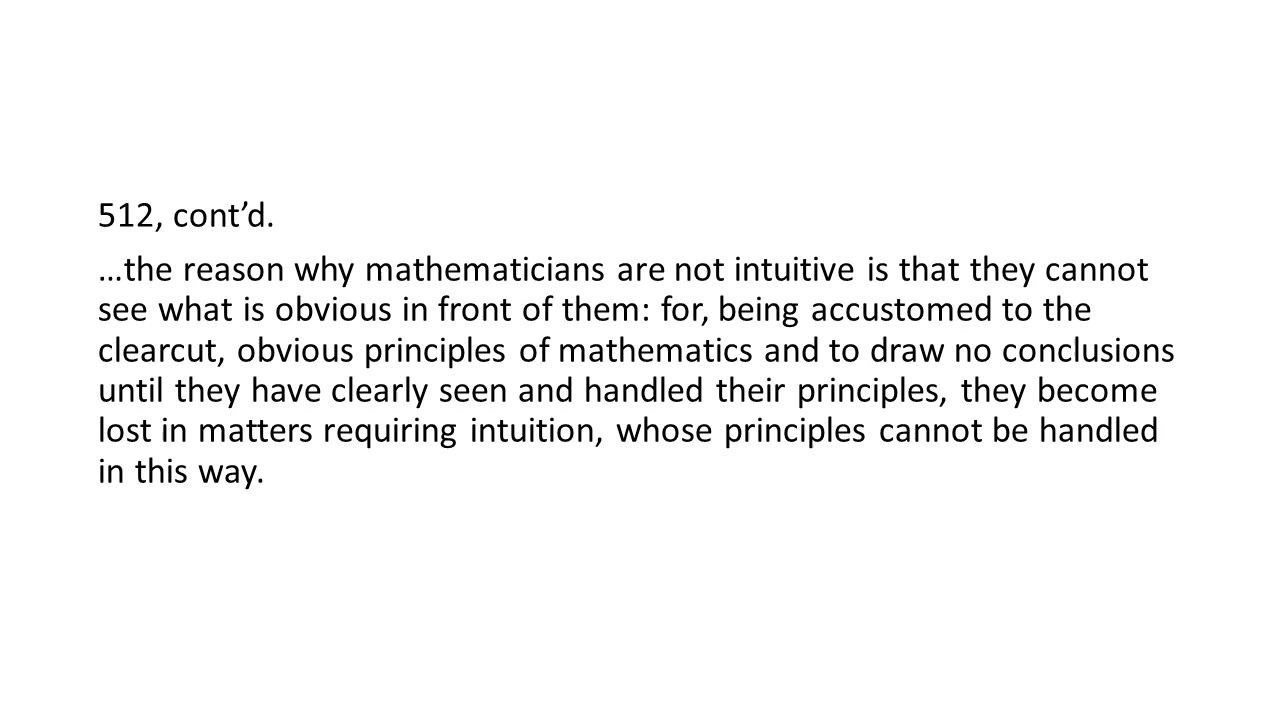 512, cont’d.
…the reason why mathematicians are not intuitive is that they cannot
see what is obvious in front of them: for, being accustomed to the
clearcut, obvious principles of mathematics and to draw no conclusions
until they have clearly seen and handled their principles, they become
lost in matters requiring intuition, whose principles cannot be handled
in this way.